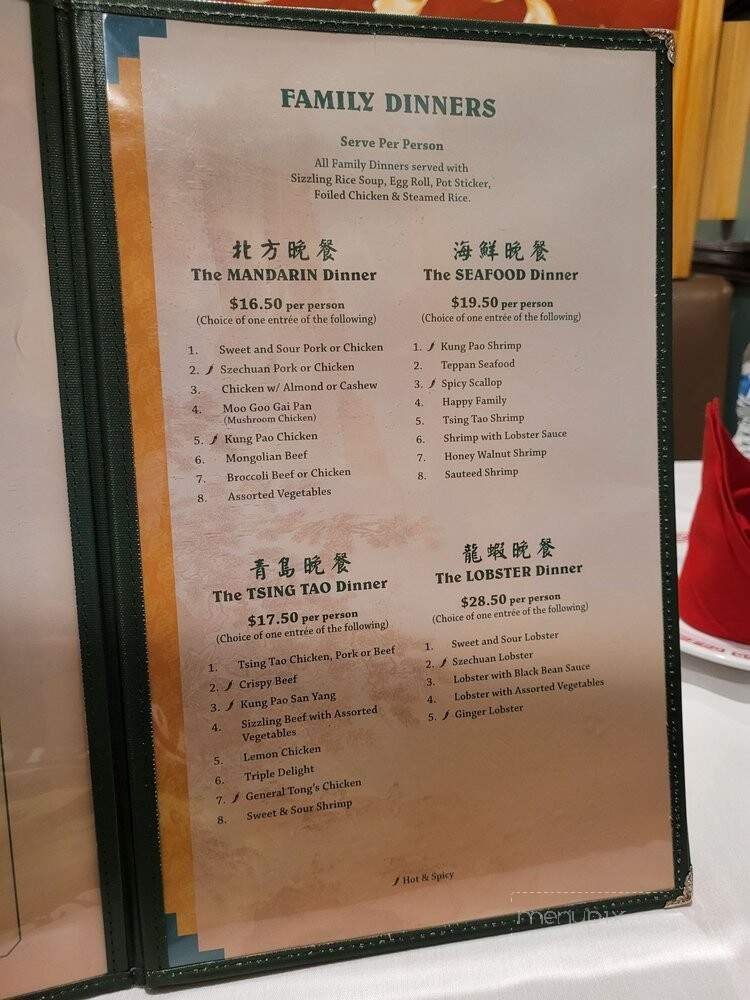 FAMILY DINNERS
Serve Per Person
All Family Dinners served with
Sizzling Rice Soup, Egg Roll, Pot Sticker,
Foiled Chicken & Steamed Rice.
北方晚餐
The MANDARIN Dinner
$16.50 per person
(Choice of one entrée of the following)
1. Sweet and Sour Pork or Chicken
2. Szechuan Pork or Chicken
3. Chicken w/ Almond or Cashew
4. Moo Goo Gai Pan
(Mushroom Chicken)
5. Kung Pao Chicken
6. Mongolian Beef
7. Broccoli Beef or Chicken
8. Assorted Vegetables
海鮮晚餐
The SEAFOOD Dinner
$19.50 per person
(Choice of one entrée of the following)
1. Kung Pao Shrimp
2. Teppan Seafood
3. Spicy Scallop
4. Happy Family
5. Tsing Tao Shrimp
6. Shrimp with Lobster Sauce
7. Honey Walnut Shrimp
8. Sauteed Shrimp
青島晚餐
The TSING TAO Dinner
$17.50 per person
(Choice of one entrée of the following)
1. Tsing Tao Chicken, Pork or Beef
2. Crispy Beef
3. Kung Pao San Yang
4. Sizzling Beef with Assorted
Vegetables
5. Lemon Chicken
6. Triple Delight
7. General Tong's Chicken
8. Sweet & Sour Shrimp
龍蝦晚餐
The LOBSTER Dinner
$28.50 per person
(Choice of one entrée of the following)
1. Sweet and Sour Lobster
2. Szechuan Lobster
3. Lobster with Black Bean Sauce
4. Lobster with Assorted Vegetables
5. Ginger Lobster
Hot & Spicy
menupix